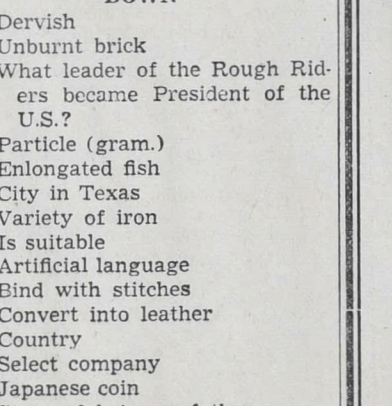 DOWN
Dervish
Unburnt brick
What leader of the Rough Rid-
ers became President of the
U.S.?
Particle (gram.)
Enlongated fish
City in Texas
Variety of iron
Is suitable
Artificial language
Bind with stitches
Convert into leather
Country
Select company
Japanese coin